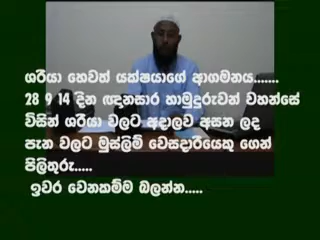 ශරියා හෙවත් යක්ෂයාගේ ආගමනය.......
28 9 14 දින ඥනසාර හාමුදුරුවන් වහන්සේ
විසින් ශරියා වලට අදාලව අසන ලද
පැන වලට මුස්ලිම් වෙසදාරියෙකු ගෙන්
පිලිතුරු.....
ඉවර වෙනකම්ම බලන්න.....